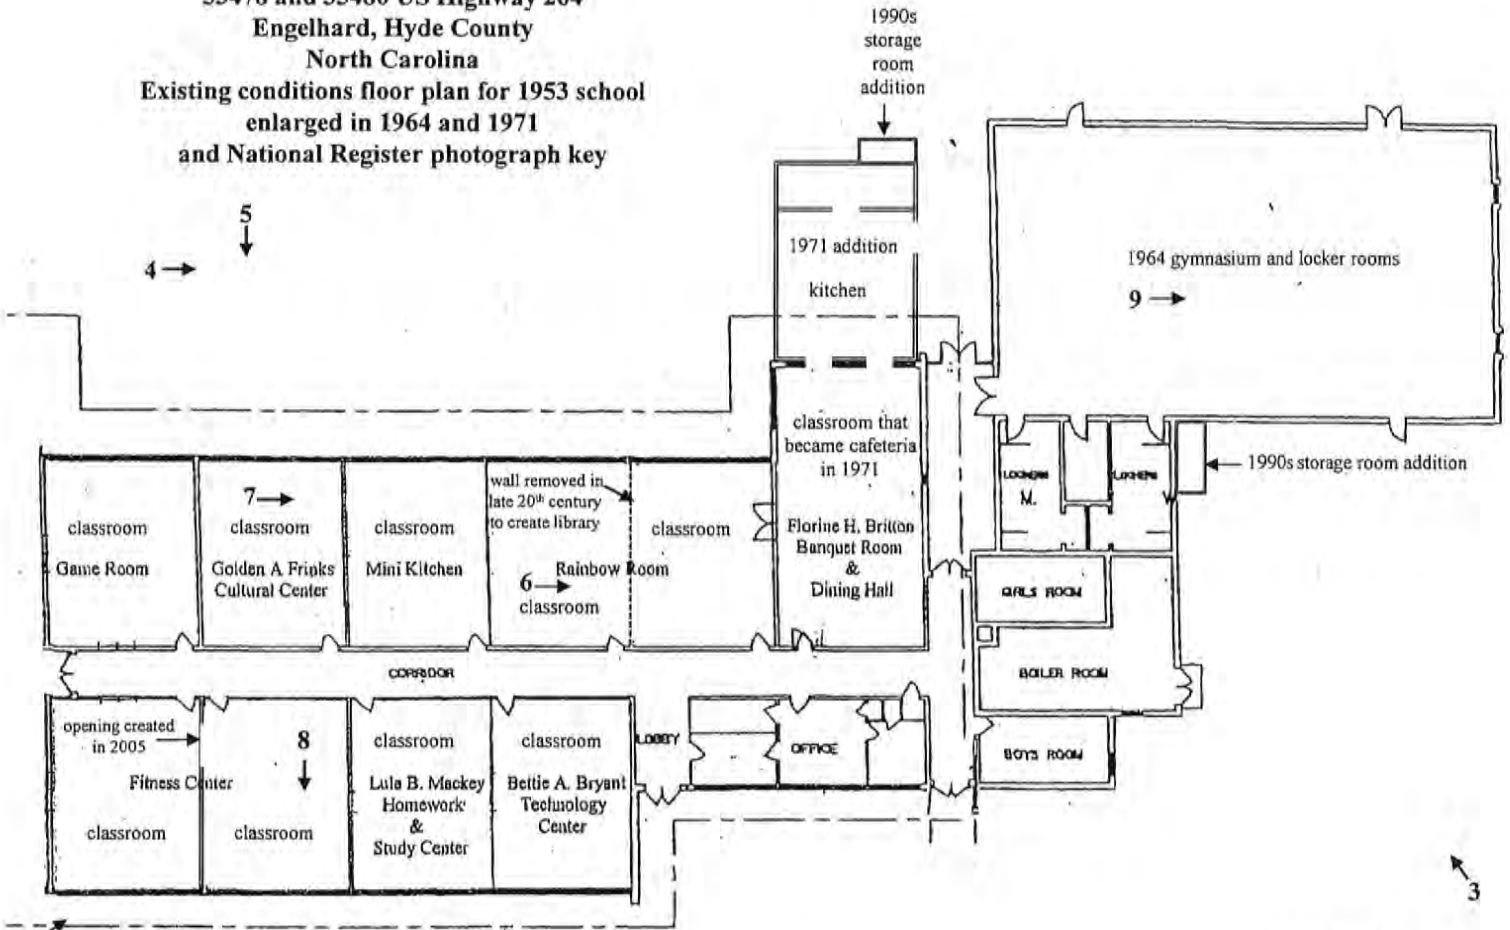 Engelhard, Hyde County
North Carolina
Existing conditions floor plan for 1953 school
enlarged in 1964 and 1971
and National Register photograph key
1990s
storage
room
addition
5
4
1971 addition
kitchen
1964 gymnasium and locker rooms
9
classroom that
became cafeteria
in 1971
Florine H. Britton
Banquet Room
&
Dining Hall
LOCKERS
M.
LOCKERS
W
1990s storage room addition
7
classroom
Game Room
classroom
Golden A Frinks
Cultural Center
classroom
Mini Kitchen
wall removed in
late 20th century
to create library
classroom
Rainbow Room
6
classroom
GIRLS ROOM
BOILER ROOM
BOYS ROOM
CORRIDOR
opening created
in 2005
Fitness Center
classroom
8
classroom
classroom
Lula B. Mackey
Homework
&
Study Center
classroom
Bettie A. Bryant
Technology
Center
LOBBY
OFFICE
3